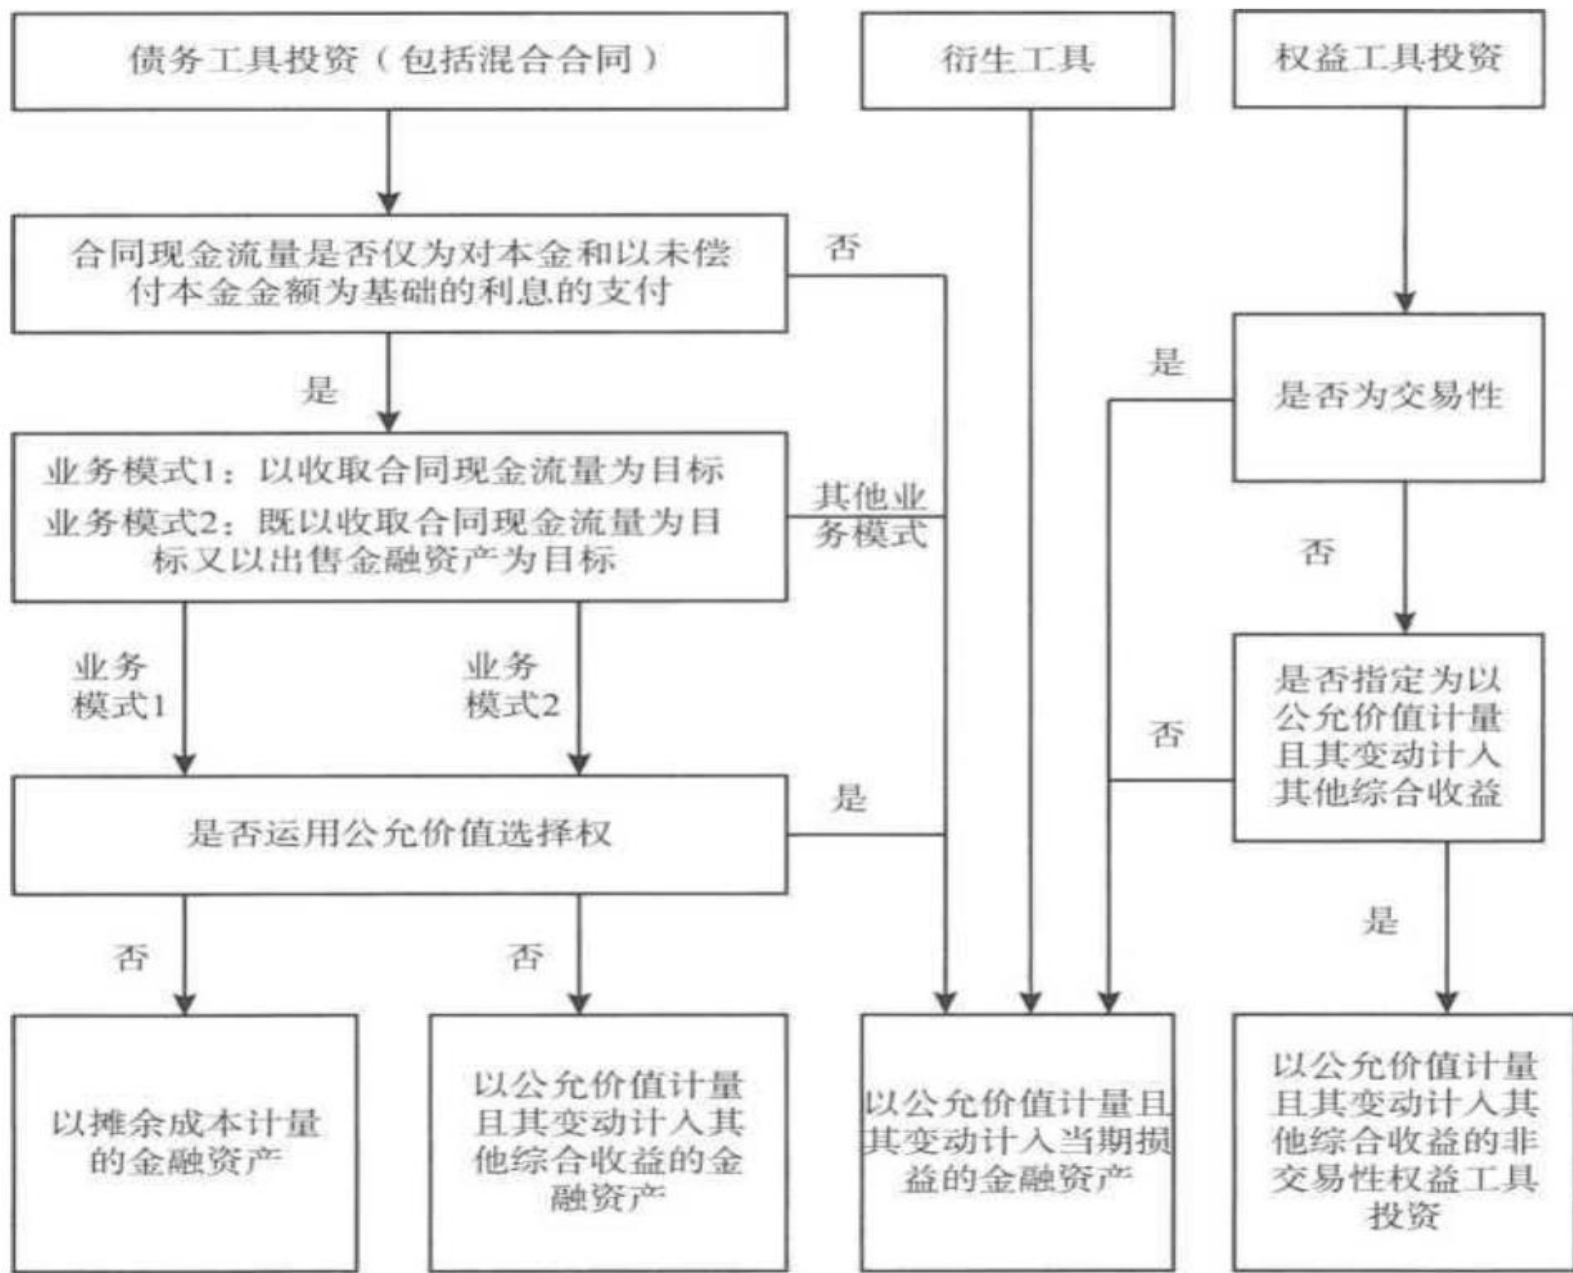 债务工具投资（包括混合合同）
衍生工具
权益工具投资
合同现金流量是否仅为对本金和以未偿
付本金金额为基础的利息的支付
否
是
是否为交易性
是
业务模式1：以收取合同现金流量为目标
业务模式2：既以收取合同现金流量为目
标又以出售金融资产为目标
其他业
务模式
否
业务
模式1
业务
模式2
是否指定为以
公允价值计量
且其变动计入
其他综合收益
否
是否运用公允价值选择权
是
是
否
否
以摊余成本计量
的金融资产
以公允价值计量
且其变动计入其
他综合收益的金
融资产
以公允价值计量且
其变动计入当期损
益的金融资产
以公允价值计量
且其变动计入其
他综合收益的非
交易性权益工具
投资